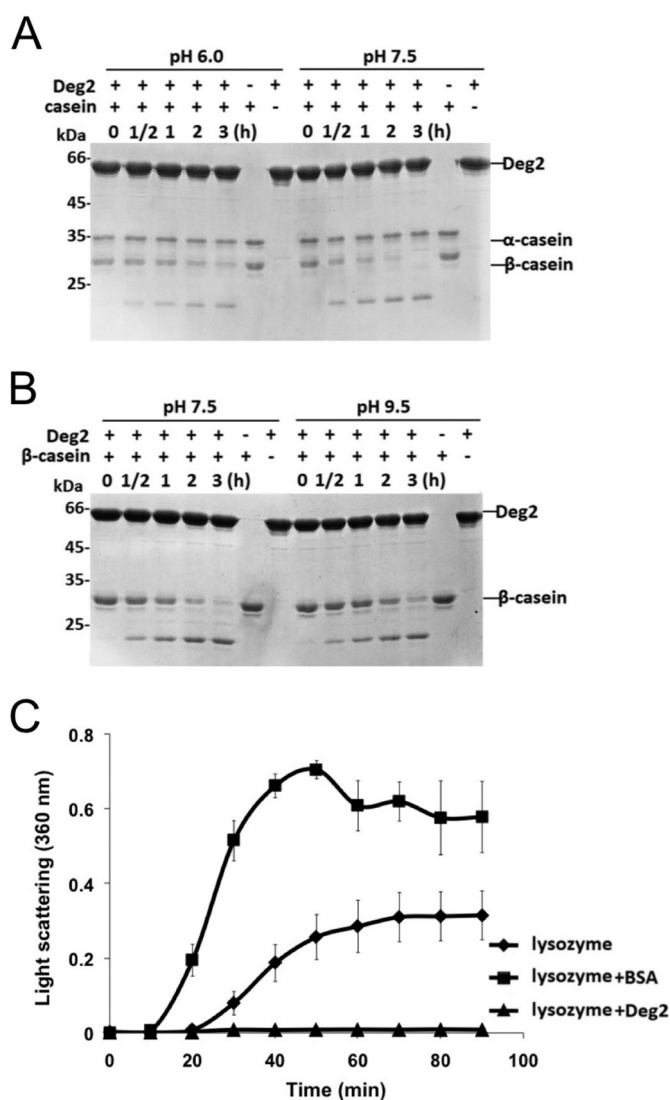 A
pH 6.0 pH 7.5
Deg2 + + + + + - + + + + + + - +
casein + + + + + + - + + + + + + -
kDa 0 1/2 1 2 3 (h) 0 1/2 1 2 3 (h)
66- Deg2
45-
35- α-casein
β-casein
25-
B
pH 7.5 pH 9.5
Deg2 + + + + + - + + + + + + - +
β-casein + + + + + + - + + + + + + -
kDa 0 1/2 1 2 3 (h) 0 1/2 1 2 3 (h)
66- Deg2
45-
35- β-casein
25-
C
0.8
0.6
0.4
0.2
0
Light scattering (360 nm)
lysozyme
lysozyme+BSA
lysozyme+Deg2
0 20 40 60 80 100
Time (min)